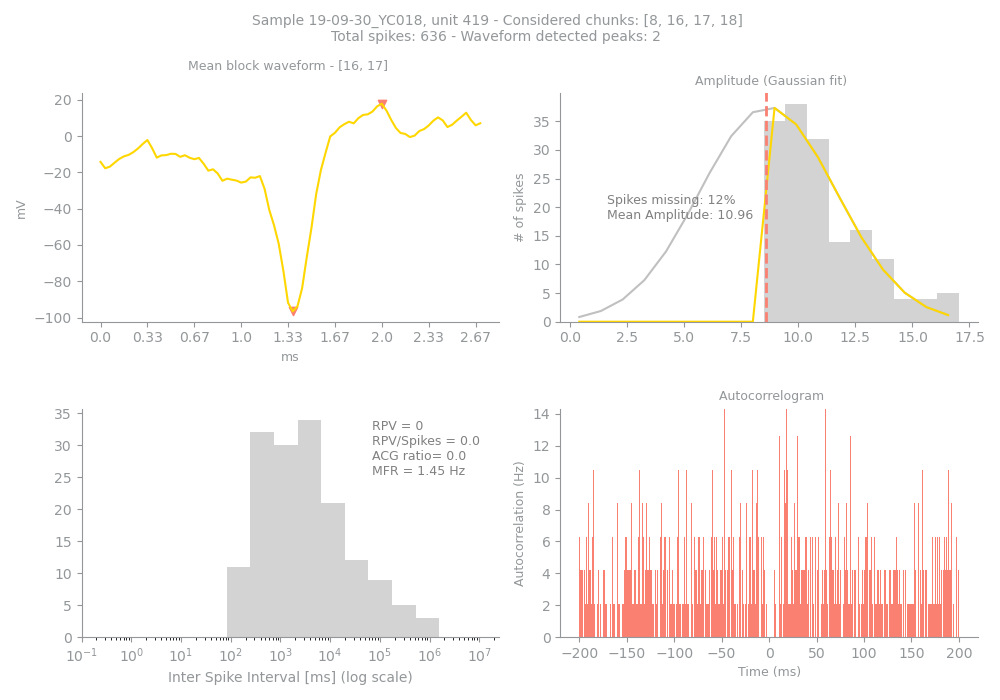 Sample 19-09-30_YC018, unit 419 - Considered chunks: [8, 16, 17, 18]
Total spikes: 636 - Waveform detected peaks: 2
Mean block waveform - [16, 17]
20
0
−20
−40
−60
−80
−100
mV
0.0 0.33 0.67 1.0 1.33 1.67 2.0 2.33 2.67
ms
Amplitude (Gaussian fit)
35
30
25
20
15
10
5
0
# of spikes
Spikes missing: 12%
Mean Amplitude: 10.96
0.0 2.5 5.0 7.5 10.0 12.5 15.0 17.5
35
30
25
20
15
10
5
0
RPV = 0
RPV/Spikes = 0.0
ACG ratio= 0.0
MFR = 1.45 Hz
10⁻¹ 10⁰ 10¹ 10² 10³ 10⁴ 10⁵ 10⁶ 10⁷
Inter Spike Interval [ms] (log scale)
Autocorrelogram
14
12
10
8
6
4
2
0
Autocorrelation (Hz)
−200 −150 −100 −50 0 50 100 150 200
Time (ms)